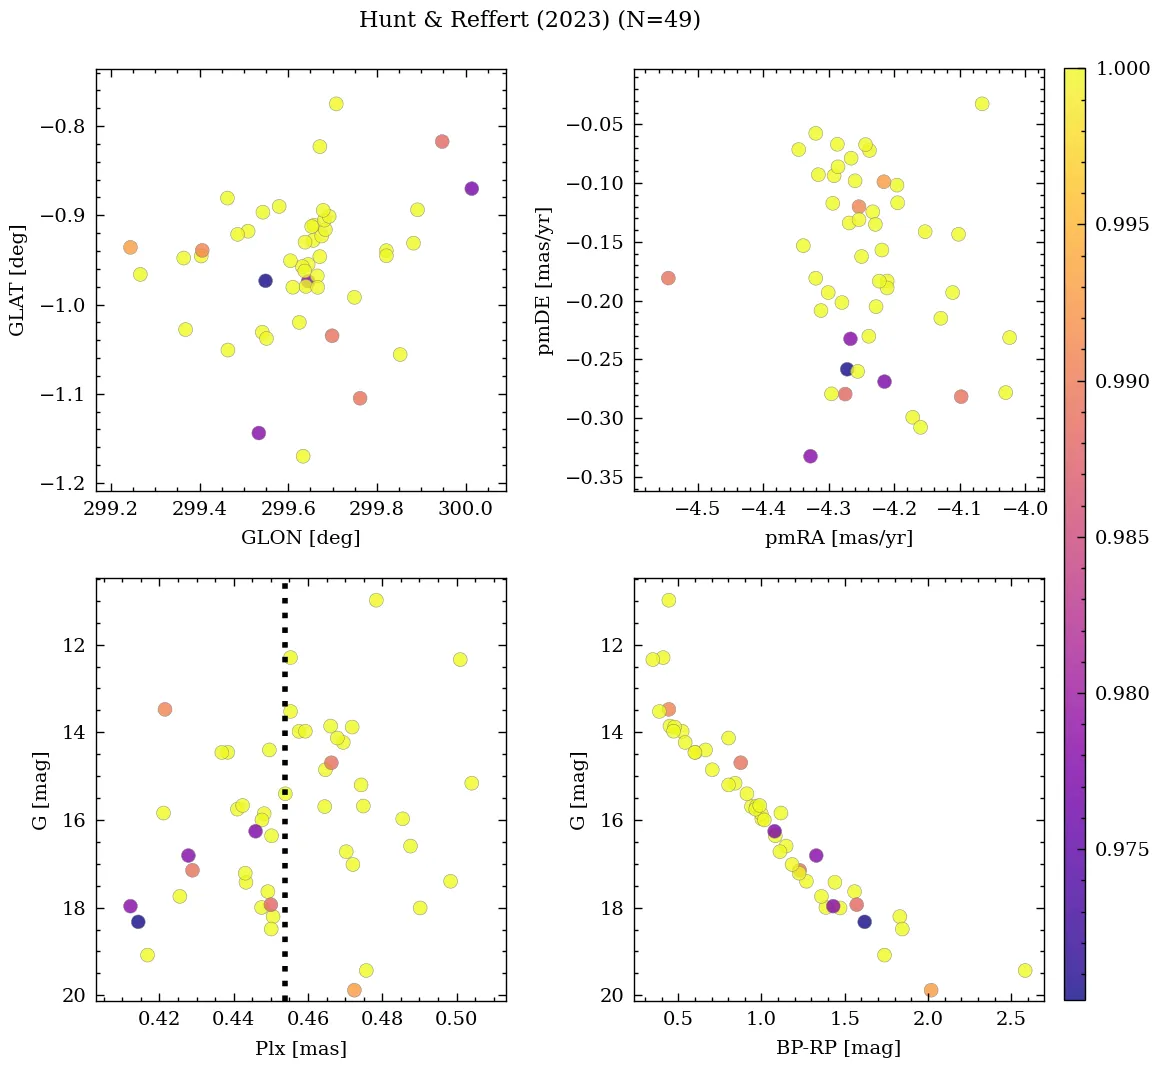 Hunt & Reffert (2023) (N=49)
−0.8
−0.9
−1.0
−1.1
−1.2
GLAT [deg]
299.2 299.4 299.6 299.8 300.0
GLON [deg]
−0.05
−0.10
−0.15
−0.20
−0.25
−0.30
−0.35
pmDE [mas/yr]
−4.5 −4.4 −4.3 −4.2 −4.1 −4.0
pmRA [mas/yr]
12
14
16
18
20
G [mag]
0.42 0.44 0.46 0.48 0.50
Plx [mas]
12
14
16
18
20
G [mag]
0.5 1.0 1.5 2.0 2.5
BP-RP [mag]
1.000
0.995
0.990
0.985
0.980
0.975